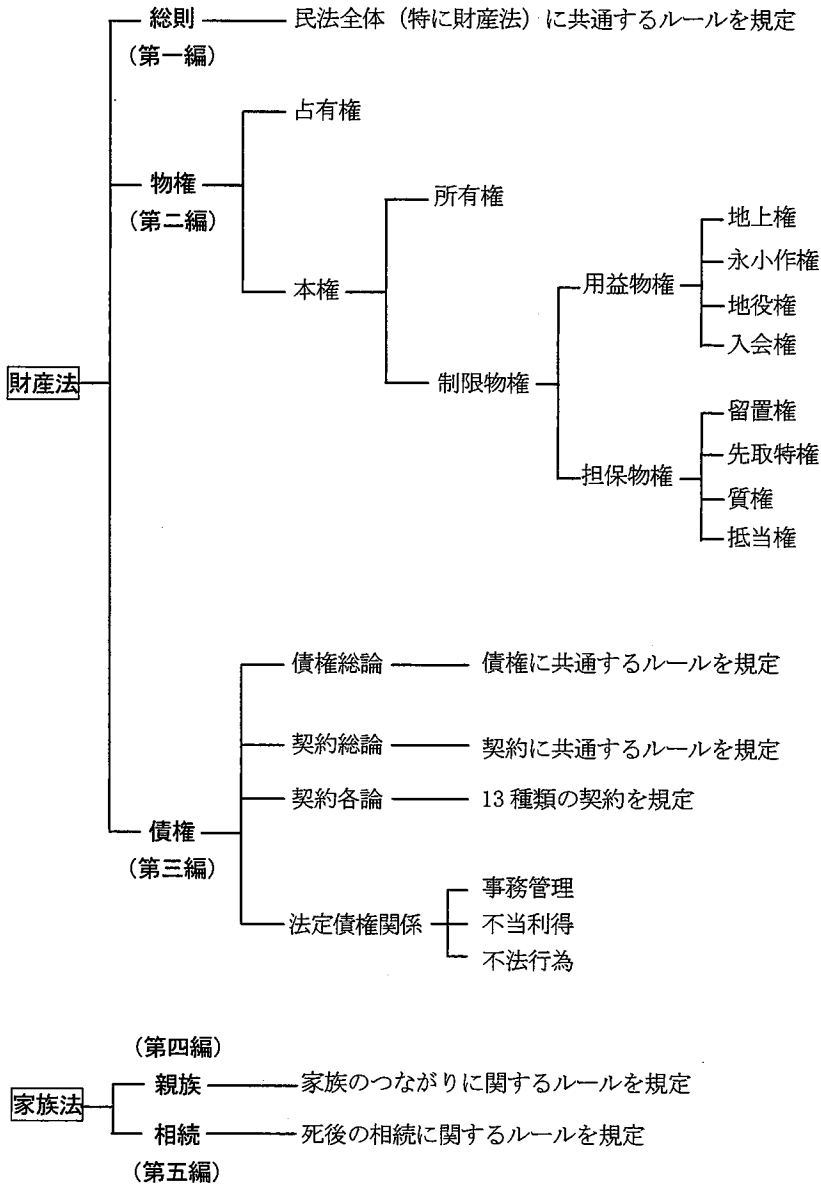 総則 民法全体（特に財産法）に共通するルールを規定
（第一編）
占有権
物権
（第二編）
所有権
地上権
永小作権
用益物権
本権
地役権
入会権
財産法
制限物権
留置権
先取特権
担保物権
質権
抵当権
債権総論 債権に共通するルールを規定
契約総論 契約に共通するルールを規定
契約各論 13種類の契約を規定
債権
（第三編）
事務管理
法定債権関係 不当利得
不法行為
（第四編）
親族 家族のつながりに関するルールを規定
家族法
相続 死後の相続に関するルールを規定
（第五編）